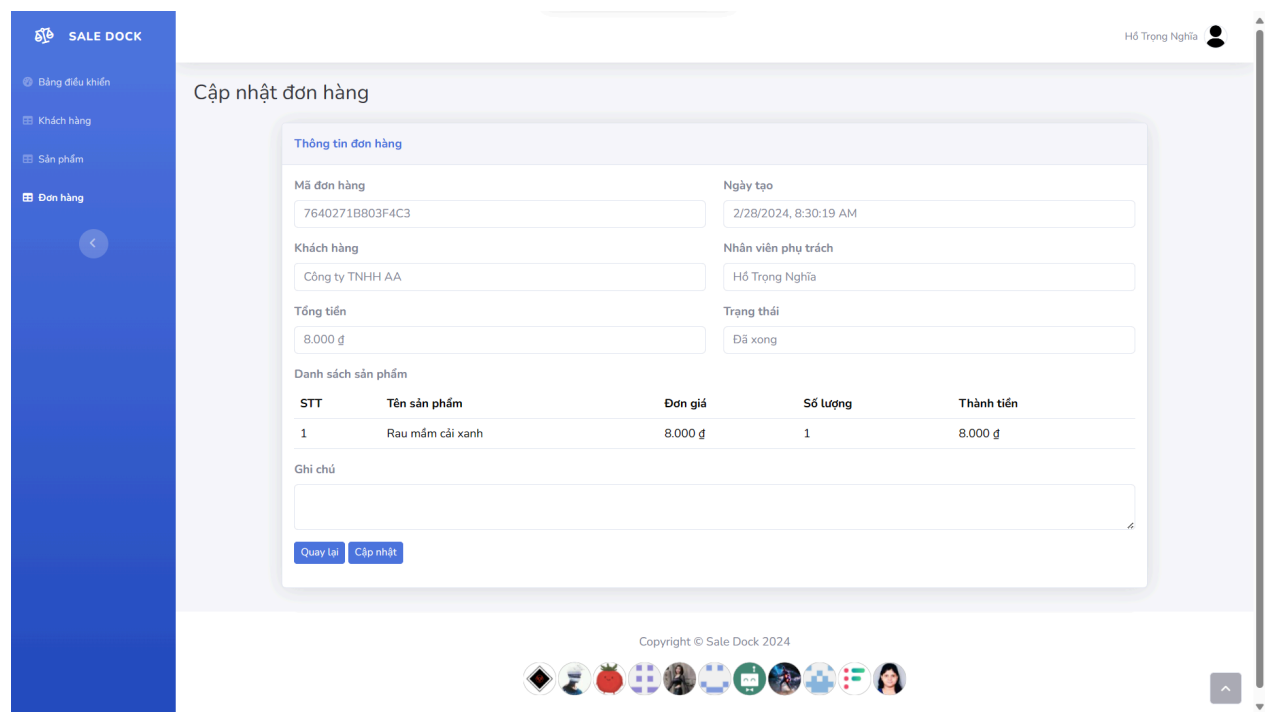 SALE DOCK
Hồ Trọng Nghĩa
Bảng điều khiển
Khách hàng
Sản phẩm
Đơn hàng
Cập nhật đơn hàng
Thông tin đơn hàng
Mã đơn hàng Ngày tạo
7640271B803F4C3 2/28/2024, 8:30:19 AM
Khách hàng Nhân viên phụ trách
Công ty TNHH AA Hồ Trọng Nghĩa
Tổng tiền Trạng thái
8.000 ₫ Đã xong
Danh sách sản phẩm
STT Tên sản phẩm Đơn giá Số lượng Thành tiền
1 Rau mầm cải xanh 8.000 ₫ 1 8.000 ₫
Ghi chú
Quay lại Cập nhật
Copyright © Sale Dock 2024